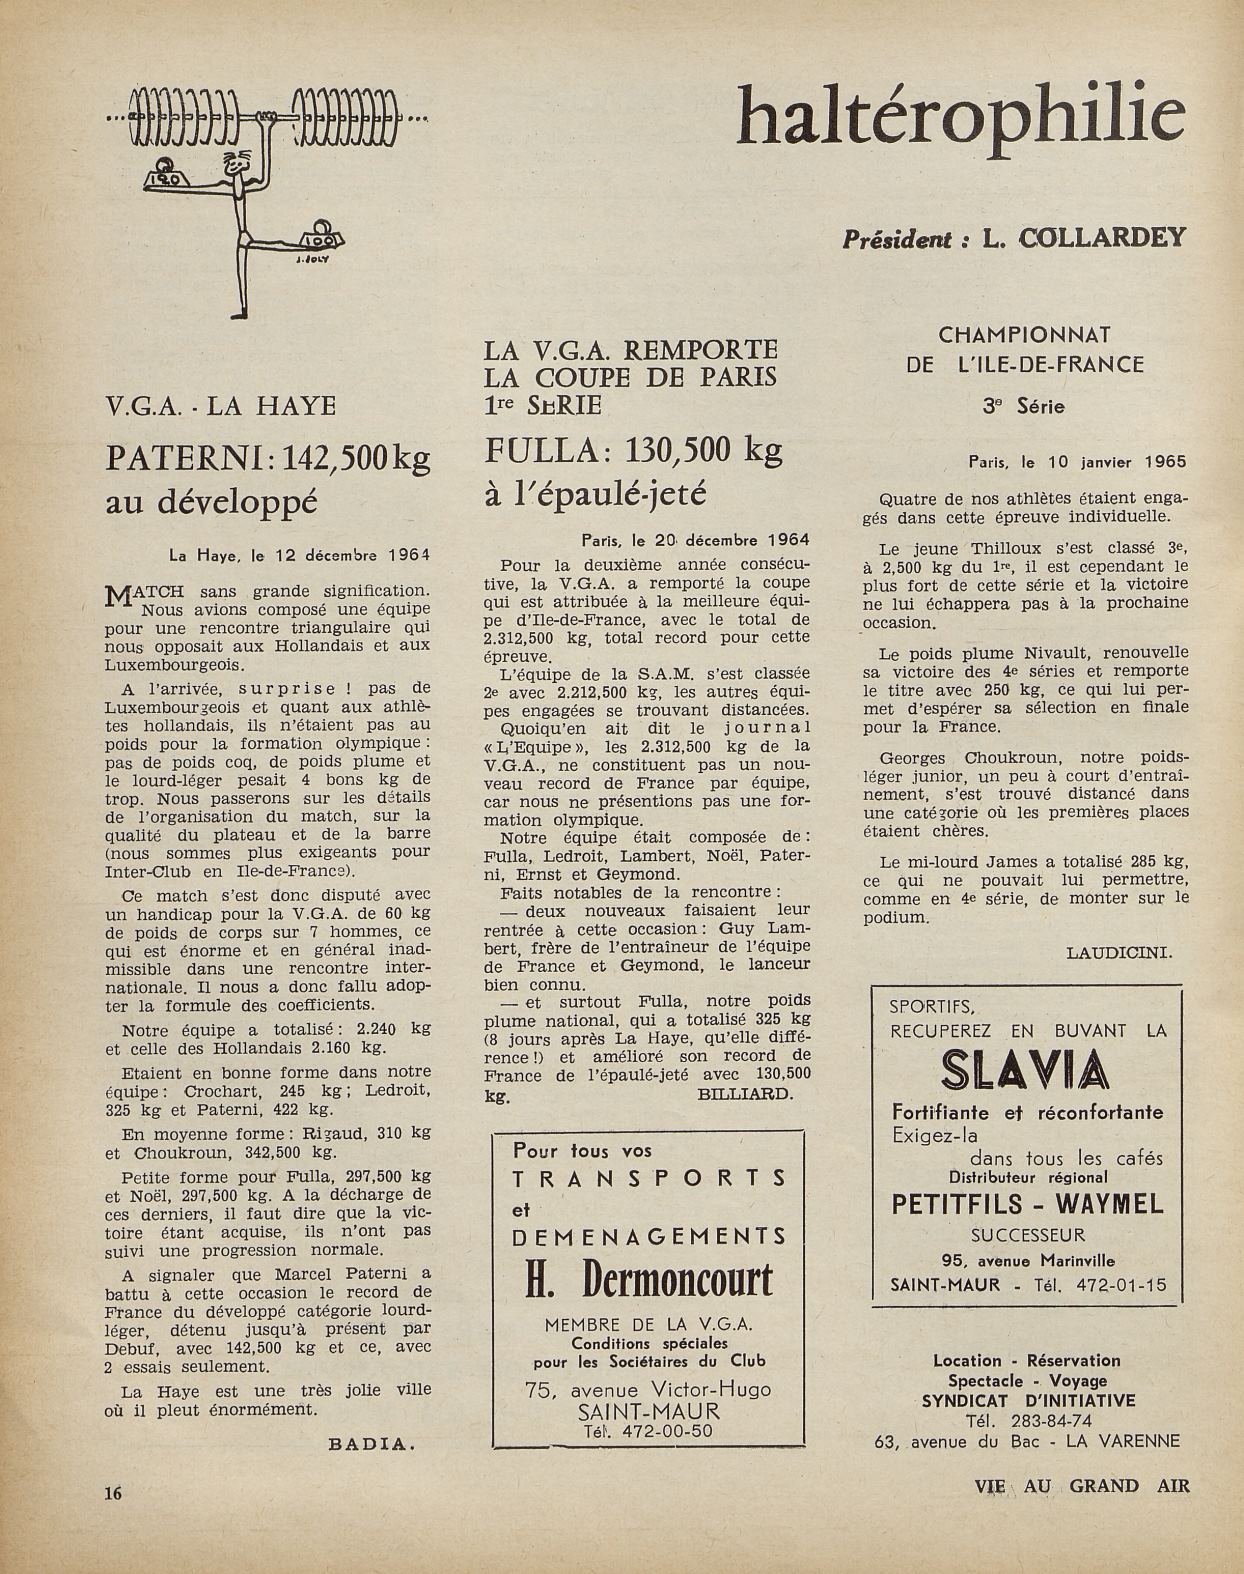 haltérophilie
120
100
J. JOLY
Président : L. COLLARDEY
V.G.A. - LA HAYE
PATERNI : 142,500 kg
au développé
La Haye, le 12 décembre 1964
MATCH sans grande signification.
Nous avions composé une équipe
pour une rencontre triangulaire qui
nous opposait aux Hollandais et aux
Luxembourgeois.
A l'arrivée, surprise ! pas de
Luxembourgeois et quant aux athlè-
tes hollandais, ils n'étaient pas au
poids pour la formation olympique :
pas de poids coq, de poids plume et
le lourd-léger pesait 4 bons kg de
trop. Nous passerons sur les détails
de l'organisation du match, sur la
qualité du plateau et de la barre
(nous sommes plus exigeants pour
Inter-Club en Ile-de-France).
Ce match s'est donc disputé avec
un handicap pour la V.G.A. de 60 kg
de poids de corps sur 7 hommes, ce
qui est énorme et en général inad-
missible dans une rencontre inter-
nationale. Il nous a donc fallu adop-
ter la formule des coefficients.
Notre équipe a totalisé : 2.240 kg
et celle des Hollandais 2.160 kg.
Etaient en bonne forme dans notre
équipe : Crochart, 245 kg ; Ledroit,
325 kg et Paterni, 422 kg.
En moyenne forme : Rigaud, 310 kg
et Choukroun, 342,500 kg.
Petite forme pour Fulla, 297,500 kg
et Noël, 297,500 kg. A la décharge de
ces derniers, il faut dire que la vic-
toire étant acquise, ils n'ont pas
suivi une progression normale.
A signaler que Marcel Paterni a
battu à cette occasion le record de
France du développé catégorie lourd-
léger, détenu jusqu'à présent par
Debuf, avec 142,500 kg et ce, avec
2 essais seulement.
La Haye est une très jolie ville
où il pleut énormément.
BADIA.
LA V.G.A. REMPORTE
LA COUPE DE PARIS
1re SÉRIE
FULLA : 130,500 kg
à l'épaulé-jeté
Paris, le 20 décembre 1964
Pour la deuxième année consécu-
tive, la V.G.A. a remporté la coupe
qui est attribuée à la meilleure équi-
pe d'Ile-de-France, avec le total de
2.312,500 kg, total record pour cette
épreuve.
L'équipe de la S.A.M. s'est classée
2e avec 2.212,500 kg, les autres équi-
pes engagées se trouvant distancées.
Quoiqu'en ait dit le journal
« L'Equipe », les 2.312,500 kg de la
V.G.A., ne constituent pas un nou-
veau record de France par équipe,
car nous ne présentions pas une for-
mation olympique.
Notre équipe était composée de :
Fulla, Ledroit, Lambert, Noël, Pater-
ni, Ernst et Geymond.
Faits notables de la rencontre :
— deux nouveaux faisaient leur
rentrée à cette occasion : Guy Lam-
bert, frère de l'entraîneur de l'équipe
de France et Geymond, le lanceur
bien connu.
— et surtout Fulla, notre poids
plume national, qui a totalisé 325 kg
(8 jours après La Haye, qu'elle diffé-
rence !) et amélioré son record de
France de l'épaulé-jeté avec 130,500
kg. BILLIARD.
Pour tous vos
TRANSPORTS
et
DEMENAGEMENTS
H. Dermoncourt
MEMBRE DE LA V.G.A.
Conditions spéciales
pour les Sociétaires du Club
75, avenue Victor-Hugo
SAINT-MAUR
Tél. 472-00-50
CHAMPIONNAT
DE L'ILE-DE-FRANCE
3e Série
Paris, le 10 janvier 1965
Quatre de nos athlètes étaient enga-
gés dans cette épreuve individuelle.
Le jeune Thilloux s'est classé 3e,
à 2,500 kg du 1re, il est cependant le
plus fort de cette série et la victoire
ne lui échappera pas à la prochaine
occasion.
Le poids plume Nivault, renouvelle
sa victoire des 4e séries et remporte
le titre avec 250 kg, ce qui lui per-
met d'espérer sa sélection en finale
pour la France.
Georges Choukroun, notre poids-
léger junior, un peu à court d'entraî-
nement, s'est trouvé distancé dans
une catégorie où les premières places
étaient chères.
Le mi-lourd James a totalisé 285 kg,
ce qui ne pouvait lui permettre,
comme en 4e série, de monter sur le
podium.
LAUDICINI.
SPORTIFS,
RECUPEREZ EN BUVANT LA
SLAVIA
Fortifiante et réconfortante
Exigez-la
dans tous les cafés
Distributeur régional
PETITFILS - WAYMEL
SUCCESSEUR
95, avenue Marinville
SAINT-MAUR - Tél. 472-01-15
Location - Réservation
Spectacle - Voyage
SYNDICAT D'INITIATIVE
Tél. 283-84-74
63, avenue du Bac - LA VARENNE
16
VIE AU GRAND AIR